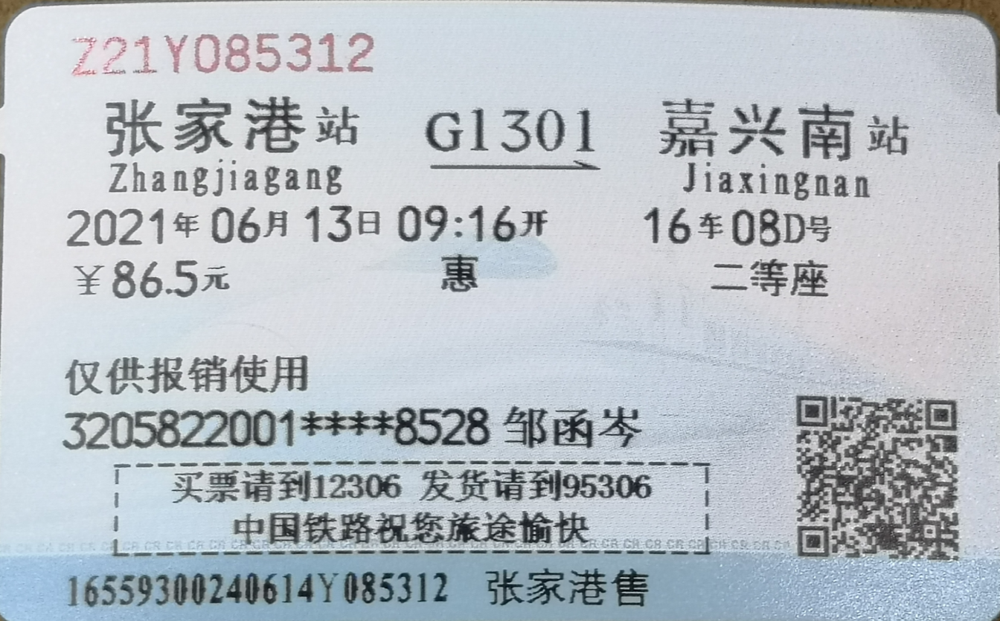 Z21Y085312
张家港站 G1301 嘉兴南站
Zhangjiagang Jiaxingnan
2021年06月13日09:16开 16车08D号
¥86.5元 惠 二等座
仅供报销使用
3205822001****8528 邹函岑
买票请到12306 发货请到95306
中国铁路祝您旅途愉快
16559300240614Y085312 张家港售